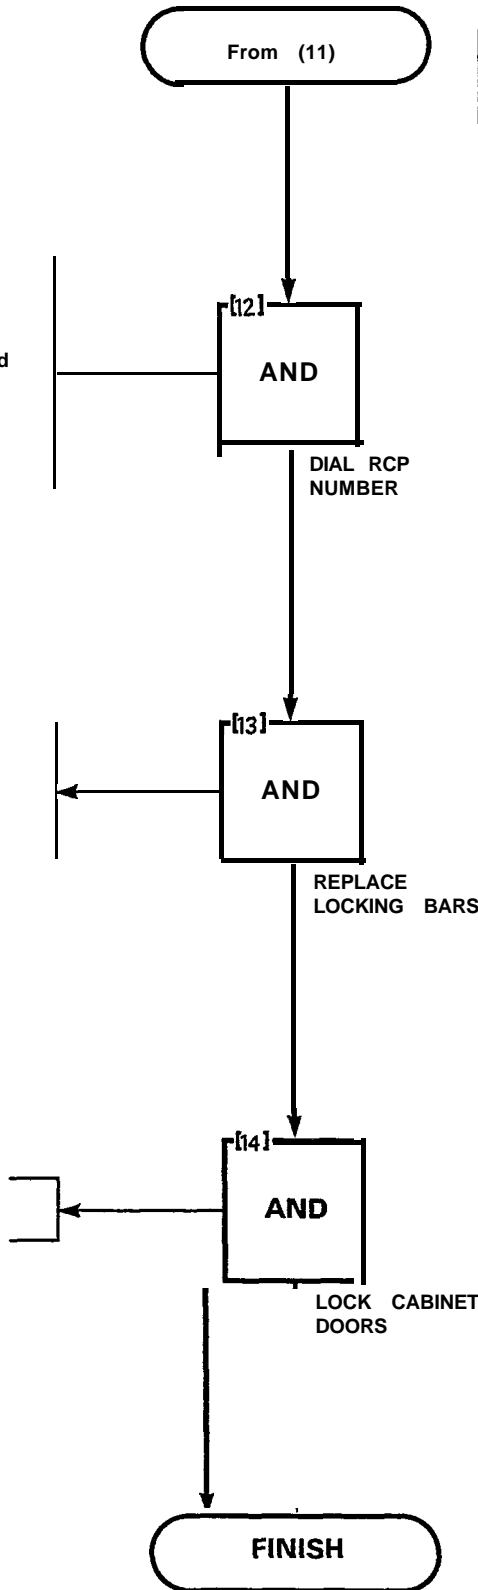 From (11)
[12]
d
AND
DIAL RCP
NUMBER
[13]
AND
REPLACE
LOCKING BARS
[14]
AND
LOCK CABINET
DOORS
FINISH